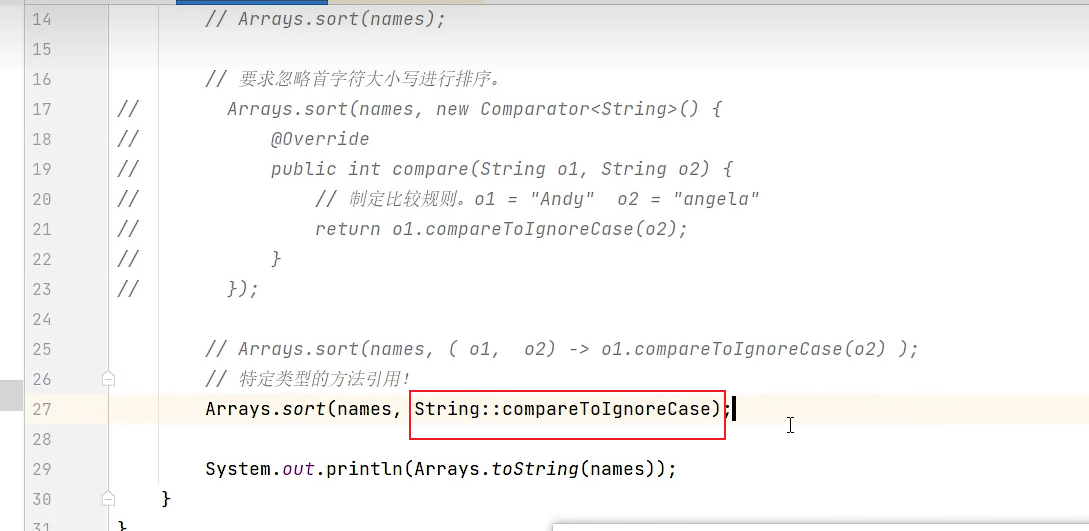 14 // Arrays.sort(names);
15
16 // 要求忽略首字符大小写进行排序。
17 // Arrays.sort(names, new Comparator<String>() {
18 // @Override
19 // public int compare(String o1, String o2) {
20 // // 制定比较规则。o1 = "Andy" o2 = "angela"
21 // return o1.compareToIgnoreCase(o2);
22 // }
23 // });
24
25 // Arrays.sort(names, ( o1, o2) -> o1.compareToIgnoreCase(o2) );
26 // 特定类型的方法引用!
27 Arrays.sort(names, String::compareToIgnoreCase);
28
29 System.out.println(Arrays.toString(names));
30 }
31 }